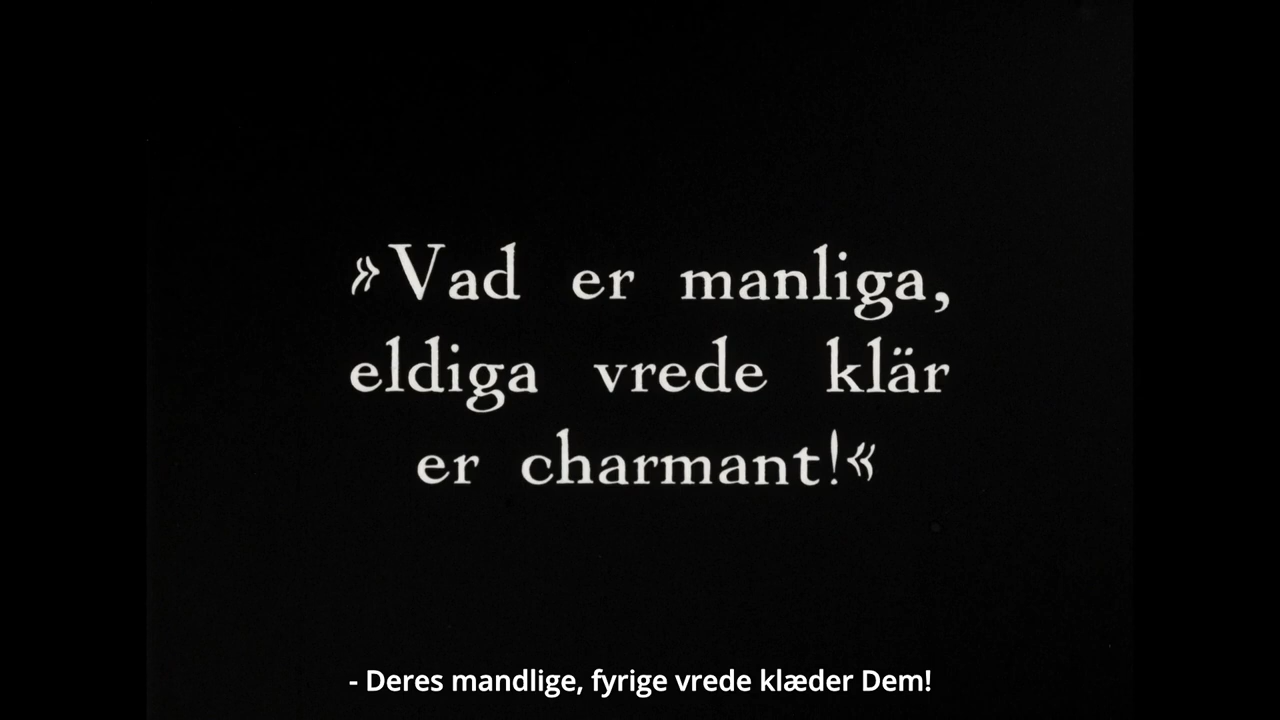 »Vad er manliga,
eldiga vrede klär
er charmant!«
- Deres mandlige, fyrige vrede klæder Dem!